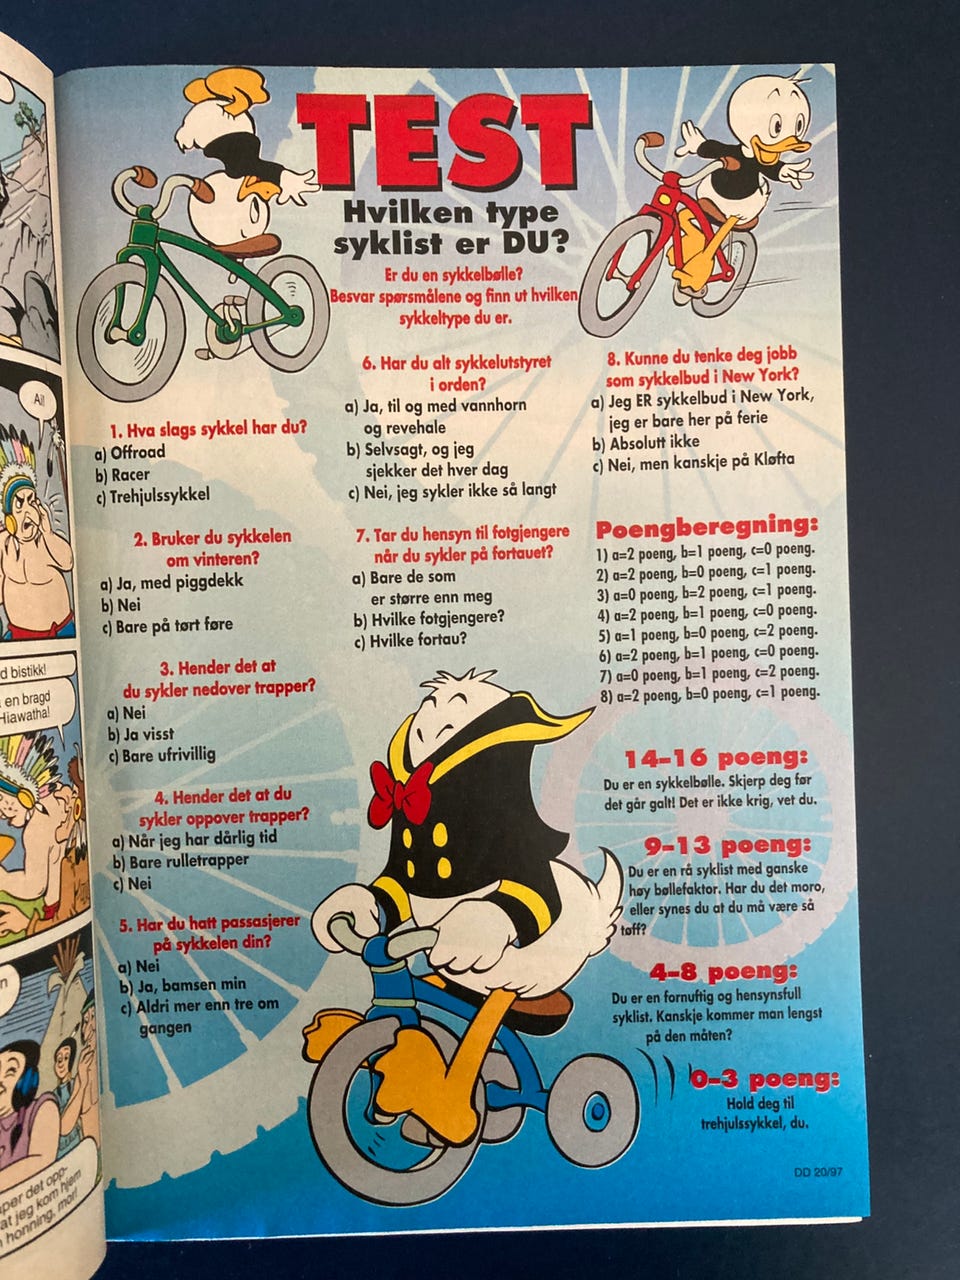 TEST
Hvilken type
syklist er DU?
Er du en sykkelbølle?
Besvar spørsmålene og finn ut hvilken
sykkeltype du er.
1. Hva slags sykkel har du?
a) Offroad
b) Racer
c) Trehjulssykkel
2. Bruker du sykkelen
om vinteren?
a) Ja, med piggdekk
b) Nei
c) Bare på tørt føre
3. Hender det at
du sykler nedover trapper?
a) Nei
b) Ja visst
c) Bare ufrivillig
4. Hender det at du
sykler oppover trapper?
a) Når jeg har dårlig tid
b) Bare rulletrapper
c) Nei
5. Har du hatt passasjerer
på sykkelen din?
a) Nei
b) Ja, bamsen min
c) Aldri mer enn tre om
gangen
6. Har du alt sykkelutstyret
i orden?
a) Ja, til og med vannhorn
og revehale
b) Selvsagt, og jeg
sjekker det hver dag
c) Nei, jeg sykler ikke så langt
7. Tar du hensyn til fotgjengere
når du sykler på fortauet?
a) Bare de som
er større enn meg
b) Hvilke fotgjengere?
c) Hvilke fortau?
8. Kunne du tenke deg jobb
som sykkelbud i New York?
a) Jeg ER sykkelbud i New York,
jeg er bare her på ferie
b) Absolutt ikke
c) Nei, men kanskje på Kløfta
Poengberegning:
1) a=2 poeng, b=1 poeng, c=0 poeng.
2) a=2 poeng, b=0 poeng, c=1 poeng.
3) a=0 poeng, b=2 poeng, c=1 poeng.
4) a=2 poeng, b=1 poeng, c=0 poeng.
5) a=1 poeng, b=0 poeng, c=2 poeng.
6) a=2 poeng, b=1 poeng, c=0 poeng.
7) a=0 poeng, b=1 poeng, c=2 poeng.
8) a=2 poeng, b=0 poeng, c=1 poeng.
14-16 poeng:
Du er en sykkelbølle. Skjerp deg før
det går galt! Det er ikke krig, vet du.
9-13 poeng:
Du er en rå syklist med ganske
høy bøllefaktor. Har du det moro,
eller synes du at du må være så
tøff?
4-8 poeng:
Du er en fornuftig og hensynsfull
syklist. Kanskje kommer man lengst
på den måten?
0-3 poeng:
Hold deg til
trehjulssykkel, du.
DD 20/97
Ai!
bistikk!
en bragd
Hiawatha!
det opp-
at jeg kom hjem
honning, mor!